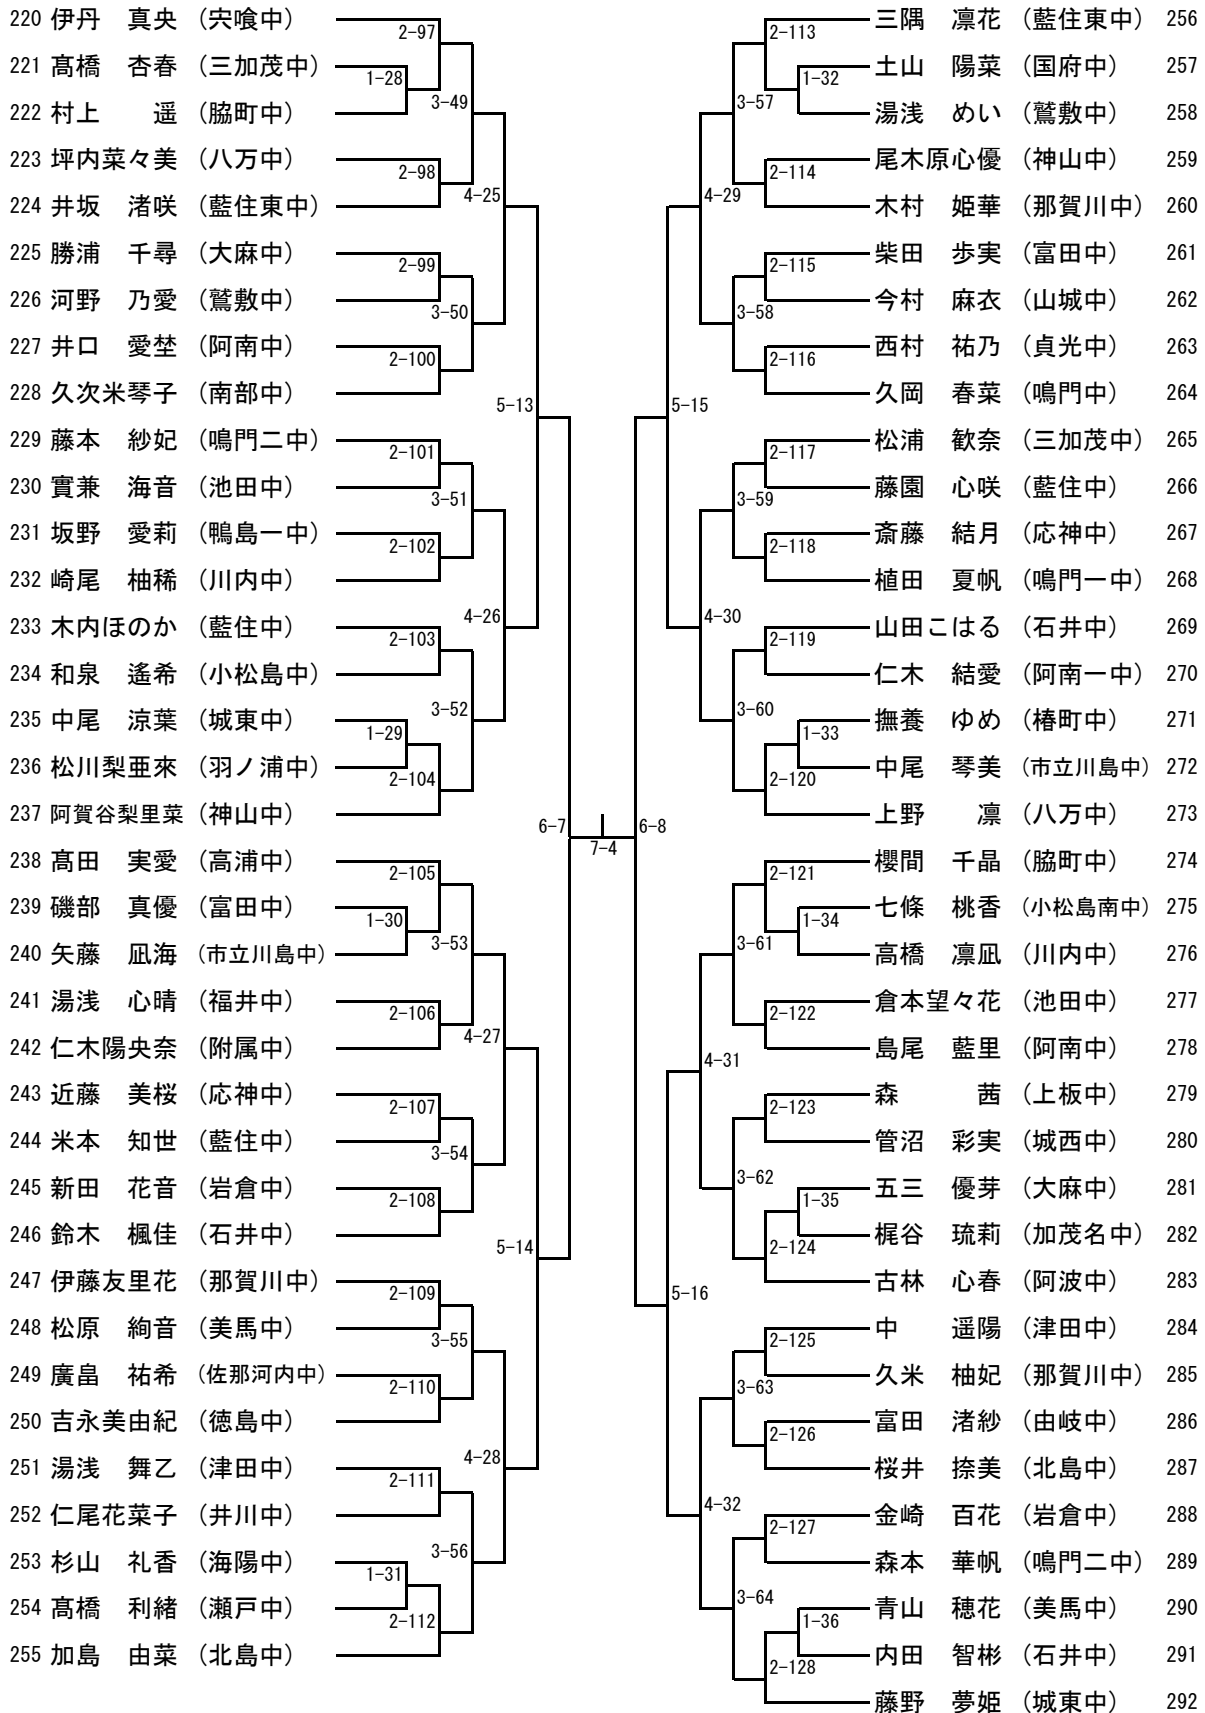 220 伊丹　真央 （宍喰中）
221 髙橋　杏春 （三加茂中）
222 村上　　遥 （脇町中）
223 坪内菜々美 （八万中）
224 井坂　渚咲 （藍住東中）
225 勝浦　千尋 （大麻中）
226 河野　乃愛 （鷲敷中）
227 井口　愛埜 （阿南中）
228 久次米琴子 （南部中）
229 藤本　紗妃 （鳴門二中）
230 實兼　海音 （池田中）
231 坂野　愛莉 （鴨島一中）
232 崎尾　柚稀 （川内中）
233 木内ほのか （藍住中）
234 和泉　遙希 （小松島中）
235 中尾　涼葉 （城東中）
236 松川梨亜來 （羽ノ浦中）
237 阿賀谷梨里菜 （神山中）
238 髙田　実愛 （高浦中）
239 磯部　真優 （富田中）
240 矢藤　凪海 （市立川島中）
241 湯浅　心晴 （福井中）
242 仁木陽央奈 （附属中）
243 近藤　美桜 （応神中）
244 米本　知世 （藍住中）
245 新田　花音 （岩倉中）
246 鈴木　楓佳 （石井中）
247 伊藤友里花 （那賀川中）
248 松原　絢音 （美馬中）
249 廣畠　祐希 （佐那河内中）
250 吉永美由紀 （徳島中）
251 湯浅　舞乙 （津田中）
252 仁尾花菜子 （井川中）
253 杉山　礼香 （海陽中）
254 髙橋　利緒 （瀬戸中）
255 加島　由菜 （北島中）
2-97
1-28
3-49
2-98
4-25
2-99
3-50
2-100
5-13
2-101
3-51
2-102
4-26
2-103
3-52
1-29
2-104
6-7
7-4
2-105
1-30
3-53
2-106
4-27
2-107
3-54
2-108
5-14
2-109
3-55
2-110
4-28
2-111
3-56
1-31
2-112
2-113
1-32
3-57
2-114
4-29
2-115
3-58
2-116
5-15
2-117
3-59
2-118
4-30
2-119
3-60
1-33
2-120
6-8
2-121
1-34
3-61
2-122
4-31
2-123
3-62
1-35
2-124
5-16
2-125
3-63
2-126
4-32
2-127
3-64
1-36
2-128
三隅　凛花 （藍住東中） 256
土山　陽菜 （国府中） 257
湯浅　めい （鷲敷中） 258
尾木原心優 （神山中） 259
木村　姫華 （那賀川中） 260
柴田　歩実 （富田中） 261
今村　麻衣 （山城中） 262
西村　祐乃 （貞光中） 263
久岡　春菜 （鳴門中） 264
松浦　歓奈 （三加茂中） 265
藤園　心咲 （藍住中） 266
斎藤　結月 （応神中） 267
植田　夏帆 （鳴門一中） 268
山田こはる （石井中） 269
仁木　結愛 （阿南一中） 270
撫養　ゆめ （椿町中） 271
中尾　琴美 （市立川島中） 272
上野　　凛 （八万中） 273
櫻間　千晶 （脇町中） 274
七條　桃香 （小松島南中） 275
高橋　凛凪 （川内中） 276
倉本望々花 （池田中） 277
島尾　藍里 （阿南中） 278
森　　　茜 （上板中） 279
管沼　彩実 （城西中） 280
五三　優芽 （大麻中） 281
梶谷　琉莉 （加茂名中） 282
古林　心春 （阿波中） 283
中　　遥陽 （津田中） 284
久米　柚妃 （那賀川中） 285
富田　渚紗 （由岐中） 286
桜井　捺美 （北島中） 287
金崎　百花 （岩倉中） 288
森本　華帆 （鳴門二中） 289
青山　穂花 （美馬中） 290
内田　智彬 （石井中） 291
藤野　夢姫 （城東中） 292